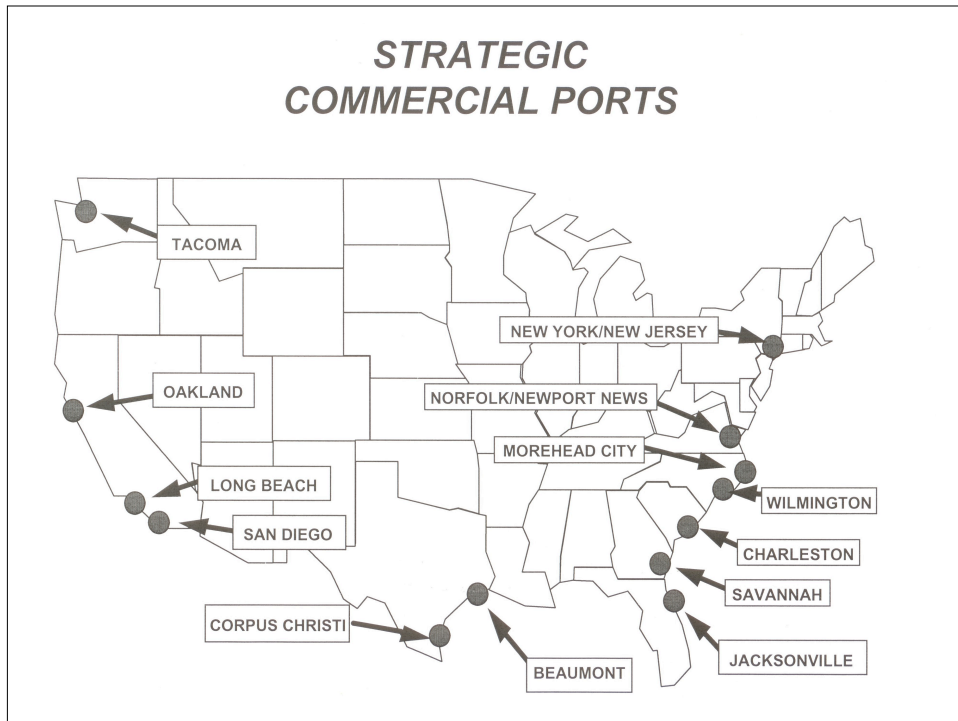 STRATEGIC
COMMERCIAL PORTS
TACOMA
NEW YORK/NEW JERSEY
OAKLAND
NORFOLK/NEWPORT NEWS
MOREHEAD CITY
LONG BEACH
WILMINGTON
SAN DIEGO
CHARLESTON
SAVANNAH
CORPUS CHRISTI
JACKSONVILLE
BEAUMONT